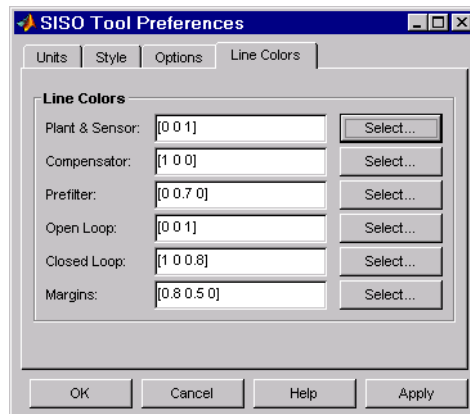 SISO Tool Preferences
Units Style Options Line Colors
Line Colors
Plant & Sensor: [0 0 1] Select...
Compensator: [1 0 0] Select...
Prefilter: [0 0.7 0] Select...
Open Loop: [0 0 1] Select...
Closed Loop: [1 0 0.8] Select...
Margins: [0.8 0.5 0] Select...
OK Cancel Help Apply